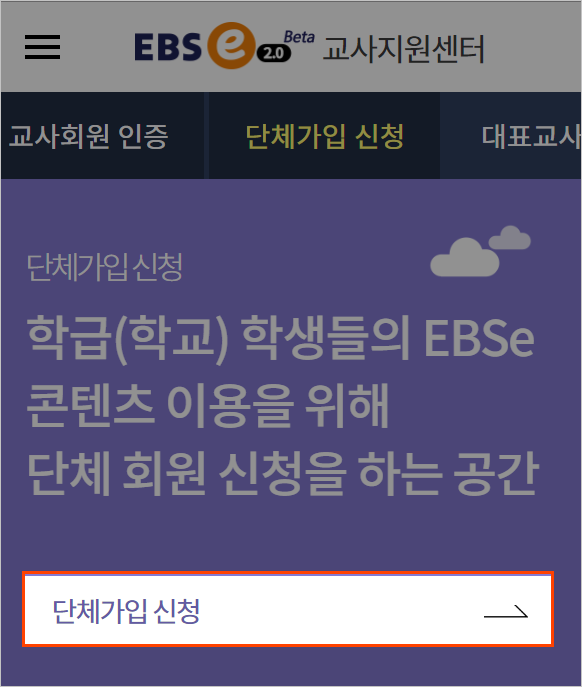 EBS e 2.0 Beta 교사지원센터
교사회원 인증 단체가입 신청 대표교사
단체가입 신청
학급(학교) 학생들의 EBSe
콘텐츠 이용을 위해
단체 회원 신청을 하는 공간
단체가입 신청